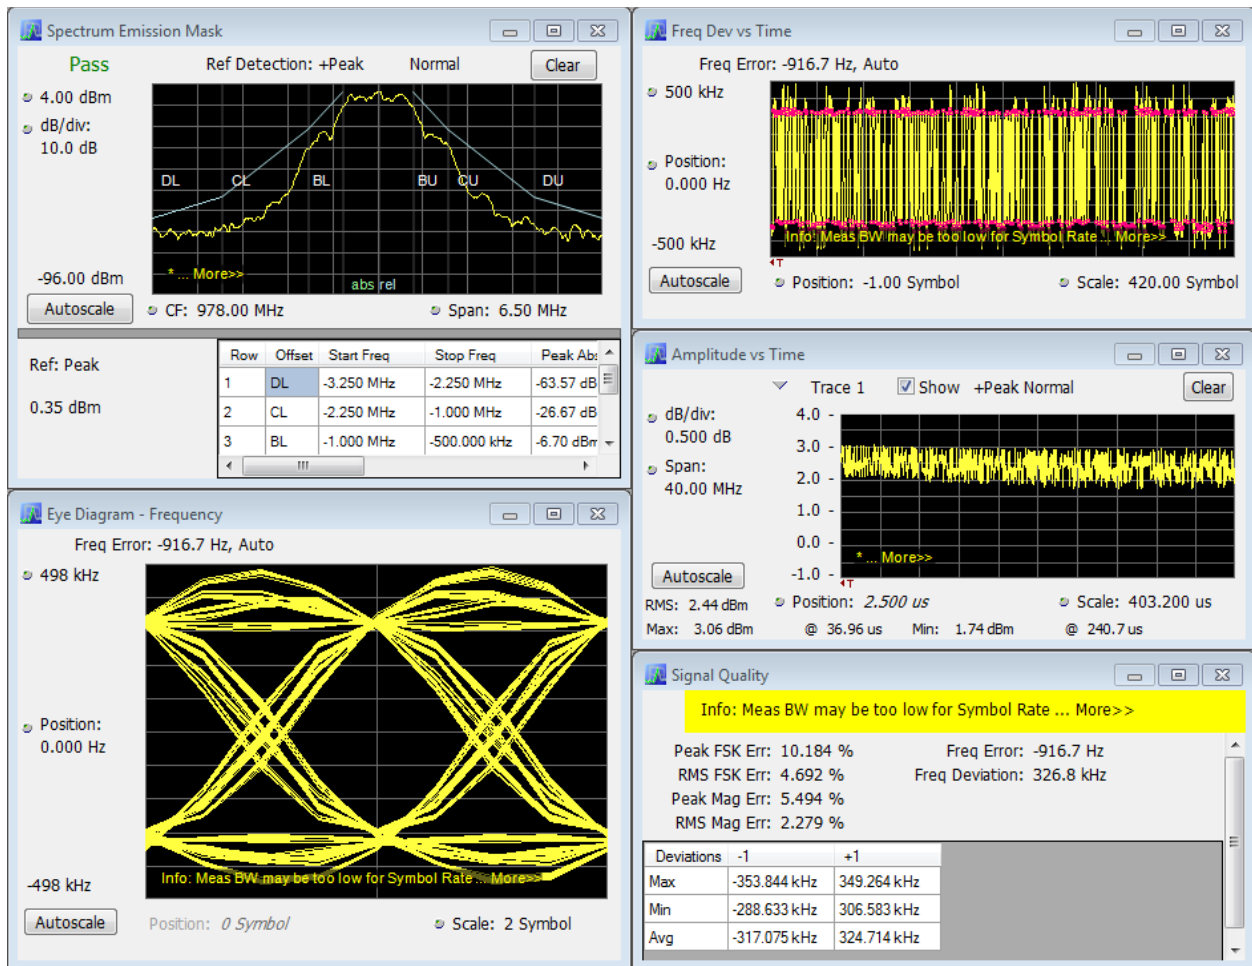 Spectrum Emission Mask
Pass Ref Detection: +Peak Normal Clear
4.00 dBm
dB/div:
10.0 dB
DL CL BL BU CU DU
-96.00 dBm
* ... More>>
abs rel
Autoscale CF: 978.00 MHz Span: 6.50 MHz
Ref: Peak
0.35 dBm
Row Offset Start Freq Stop Freq Peak Abs
1 DL -3.250 MHz -2.250 MHz -63.57 dB
2 CL -2.250 MHz -1.000 MHz -26.67 dB
3 BL -1.000 MHz -500.000 kHz -6.70 dBm
Eye Diagram - Frequency
Freq Error: -916.7 Hz, Auto
498 kHz
Position:
0.000 Hz
-498 kHz
Info: Meas BW may be too low for Symbol Rate ... More>>
Autoscale Position: 0 Symbol Scale: 2 Symbol
Freq Dev vs Time
Freq Error: -916.7 Hz, Auto
500 kHz
Position:
0.000 Hz
-500 kHz
Info: Meas BW may be too low for Symbol Rate ... More>>
T
Autoscale Position: -1.00 Symbol Scale: 420.00 Symbol
Amplitude vs Time
Trace 1 Show +Peak Normal Clear
dB/div:
0.500 dB
Span:
40.00 MHz
4.0 -
3.0 -
2.0 -
1.0 -
0.0 -
-1.0 -
* ... More>>
T
Autoscale
RMS: 2.44 dBm Position: 2.500 us Scale: 403.200 us
Max: 3.06 dBm @ 36.96 us Min: 1.74 dBm @ 240.7 us
Signal Quality
Info: Meas BW may be too low for Symbol Rate ... More>>
Peak FSK Err: 10.184 % Freq Error: -916.7 Hz
RMS FSK Err: 4.692 % Freq Deviation: 326.8 kHz
Peak Mag Err: 5.494 %
RMS Mag Err: 2.279 %
Deviations -1 +1
Max -353.844 kHz 349.264 kHz
Min -288.633 kHz 306.583 kHz
Avg -317.075 kHz 324.714 kHz